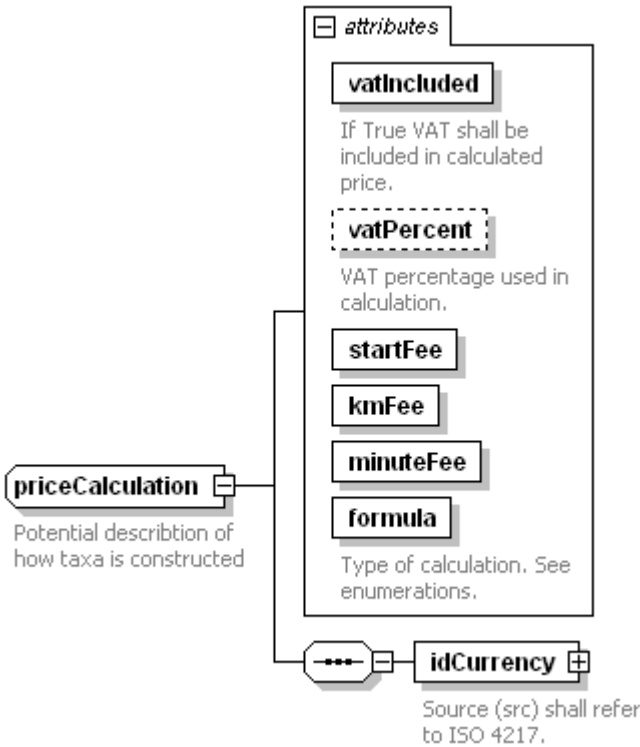 attributes
vatIncluded
If True VAT shall be
included in calculated
price.
vatPercent
VAT percentage used in
calculation.
startFee
kmFee
minuteFee
formula
Type of calculation. See
enumerations.
priceCalculation
Potential describtion of
how taxa is constructed
idCurrency
Source (src) shall refer
to ISO 4217.